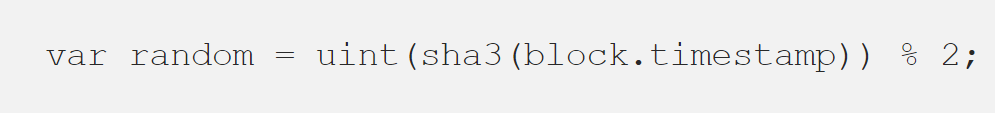 var random = uint(sha3(block.timestamp)) % 2;